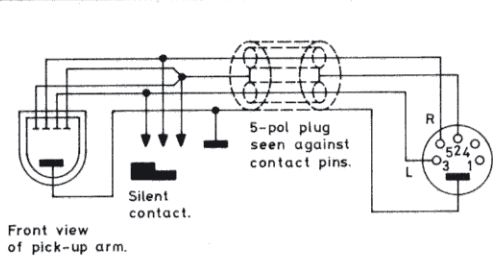 5-pol plug
seen against
contact pins.
R
5 2 4
3 1
L
Silent
contact.
Front view
of pick-up arm.